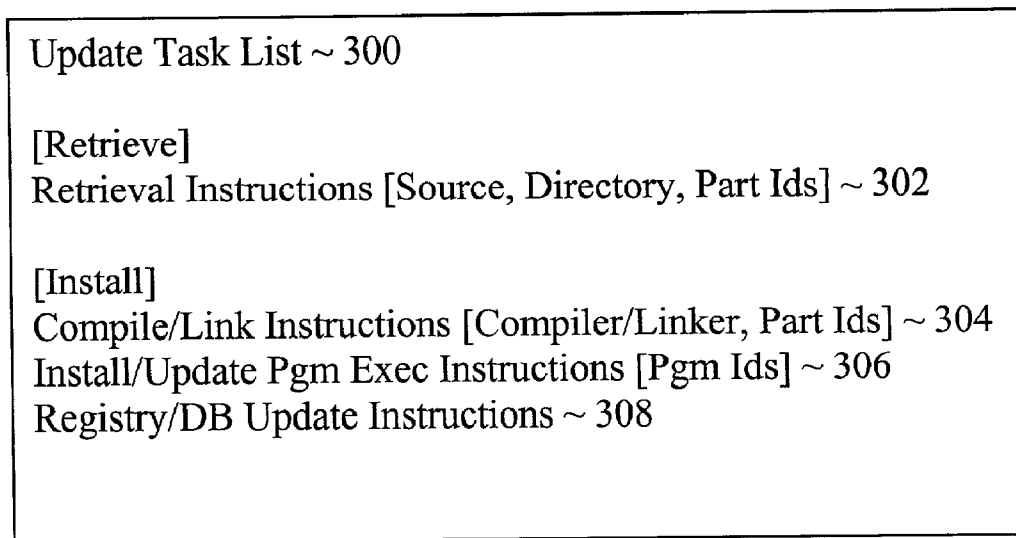 Update Task List ~ 300
[Retrieve]
Retrieval Instructions [Source, Directory, Part Ids] ~ 302
[Install]
Compile/Link Instructions [Compiler/Linker, Part Ids] ~ 304
Install/Update Pgm Exec Instructions [Pgm Ids] ~ 306
Registry/DB Update Instructions ~ 308